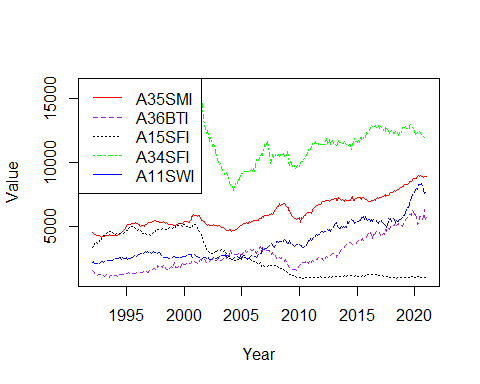 A35SMI
A36BTI
A15SFI
A34SFI
A11SWI
15000
10000
5000
Value
1995 2000 2005 2010 2015 2020
Year